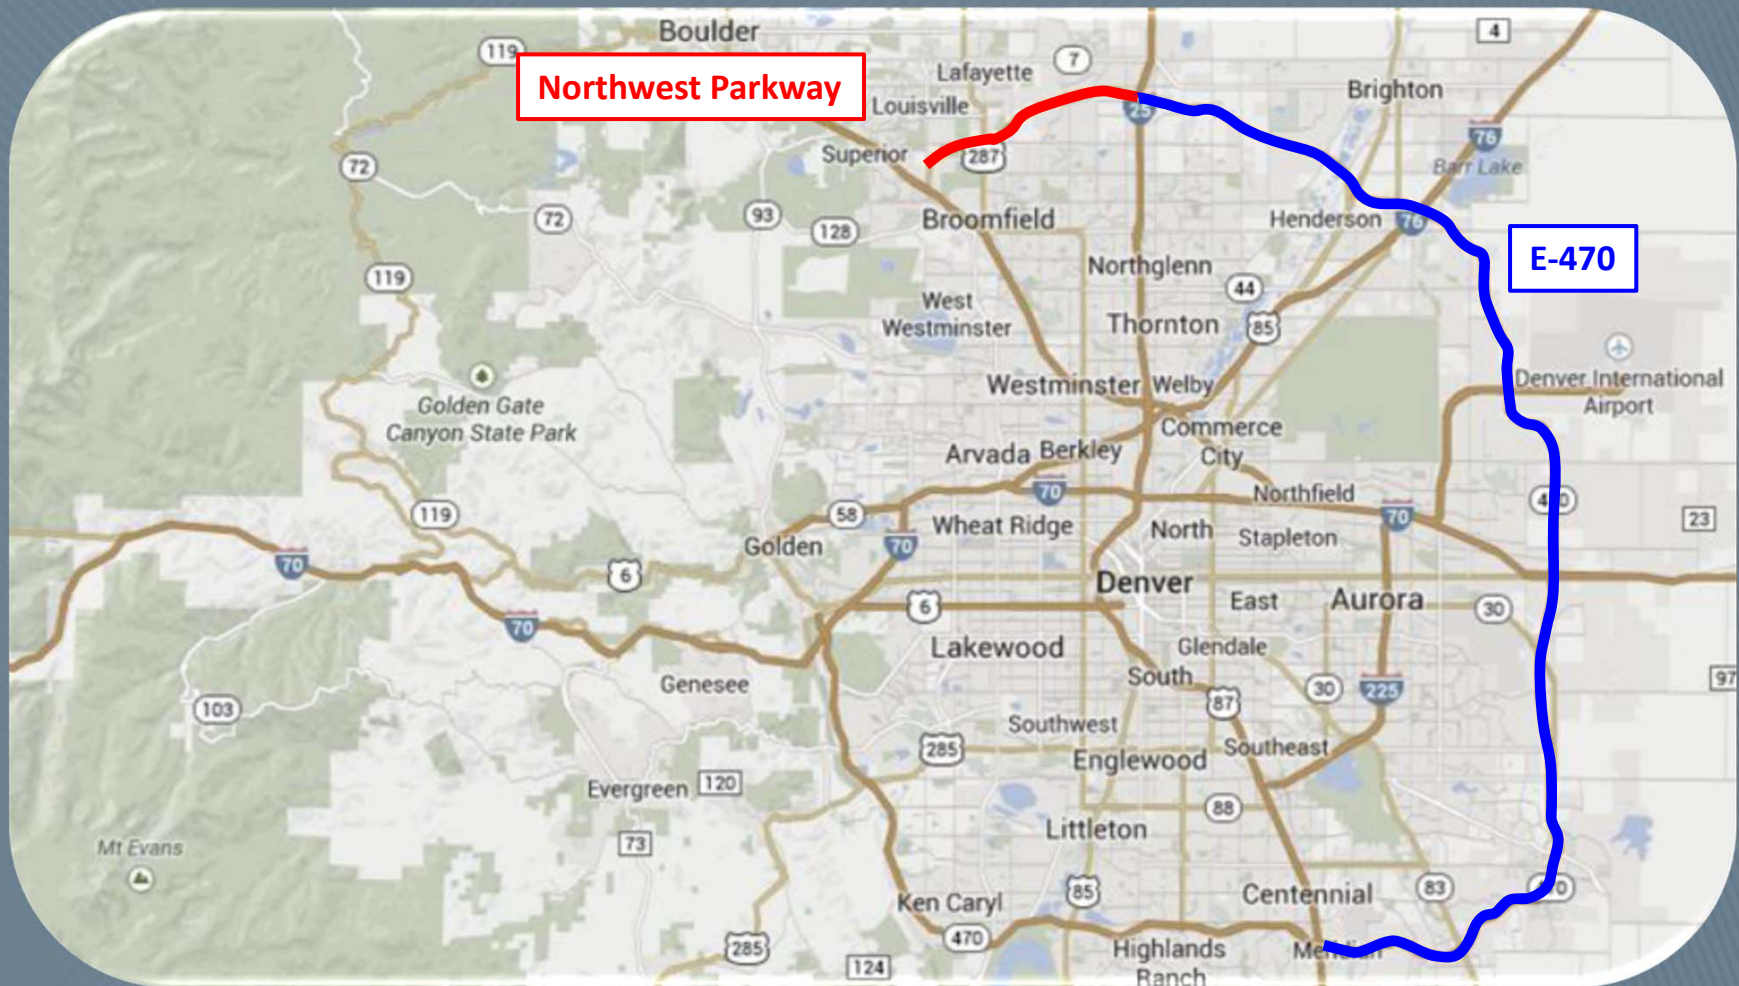 Boulder
119
4
Northwest Parkway
Lafayette
7
Brighton
Louisville
25
76
Superior
287
Barr Lake
72
72
93
128
Broomfield
Henderson
76
E-470
119
Northglenn
44
West
Westminster
Thornton
85
Golden Gate
Canyon State Park
Westminster
Welby
Denver International
Airport
Commerce
City
Arvada
Berkley
70
Northfield
119
58
Wheat Ridge
North
Stapleton
70
23
Golden
70
70
6
Denver
6
East
Aurora
30
70
Lakewood
Glendale
Genesee
South
30
225
97
103
87
Southwest
285
Englewood
Southeast
Evergreen
120
88
Littleton
Mt Evans
73
Ken Caryl
85
Centennial
83
470
285
124
Highlands
Ranch